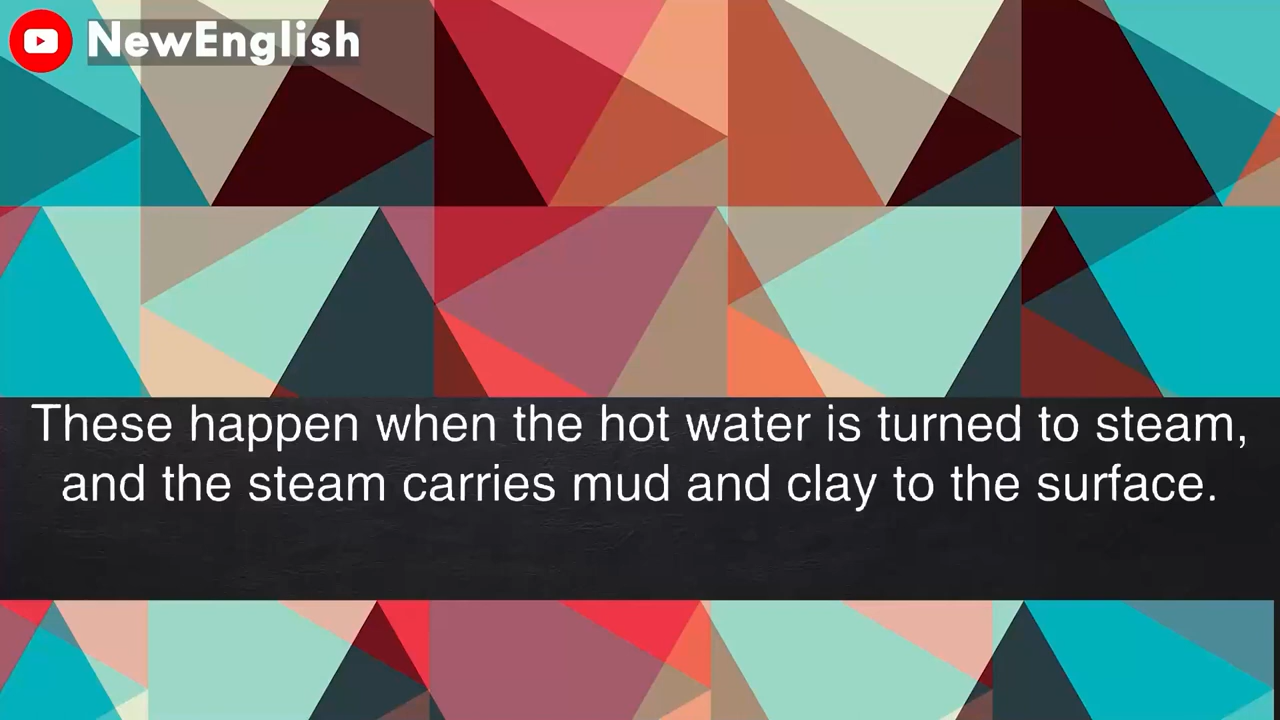 NewEnglish
These happen when the hot water is turned to steam,
and the steam carries mud and clay to the surface.